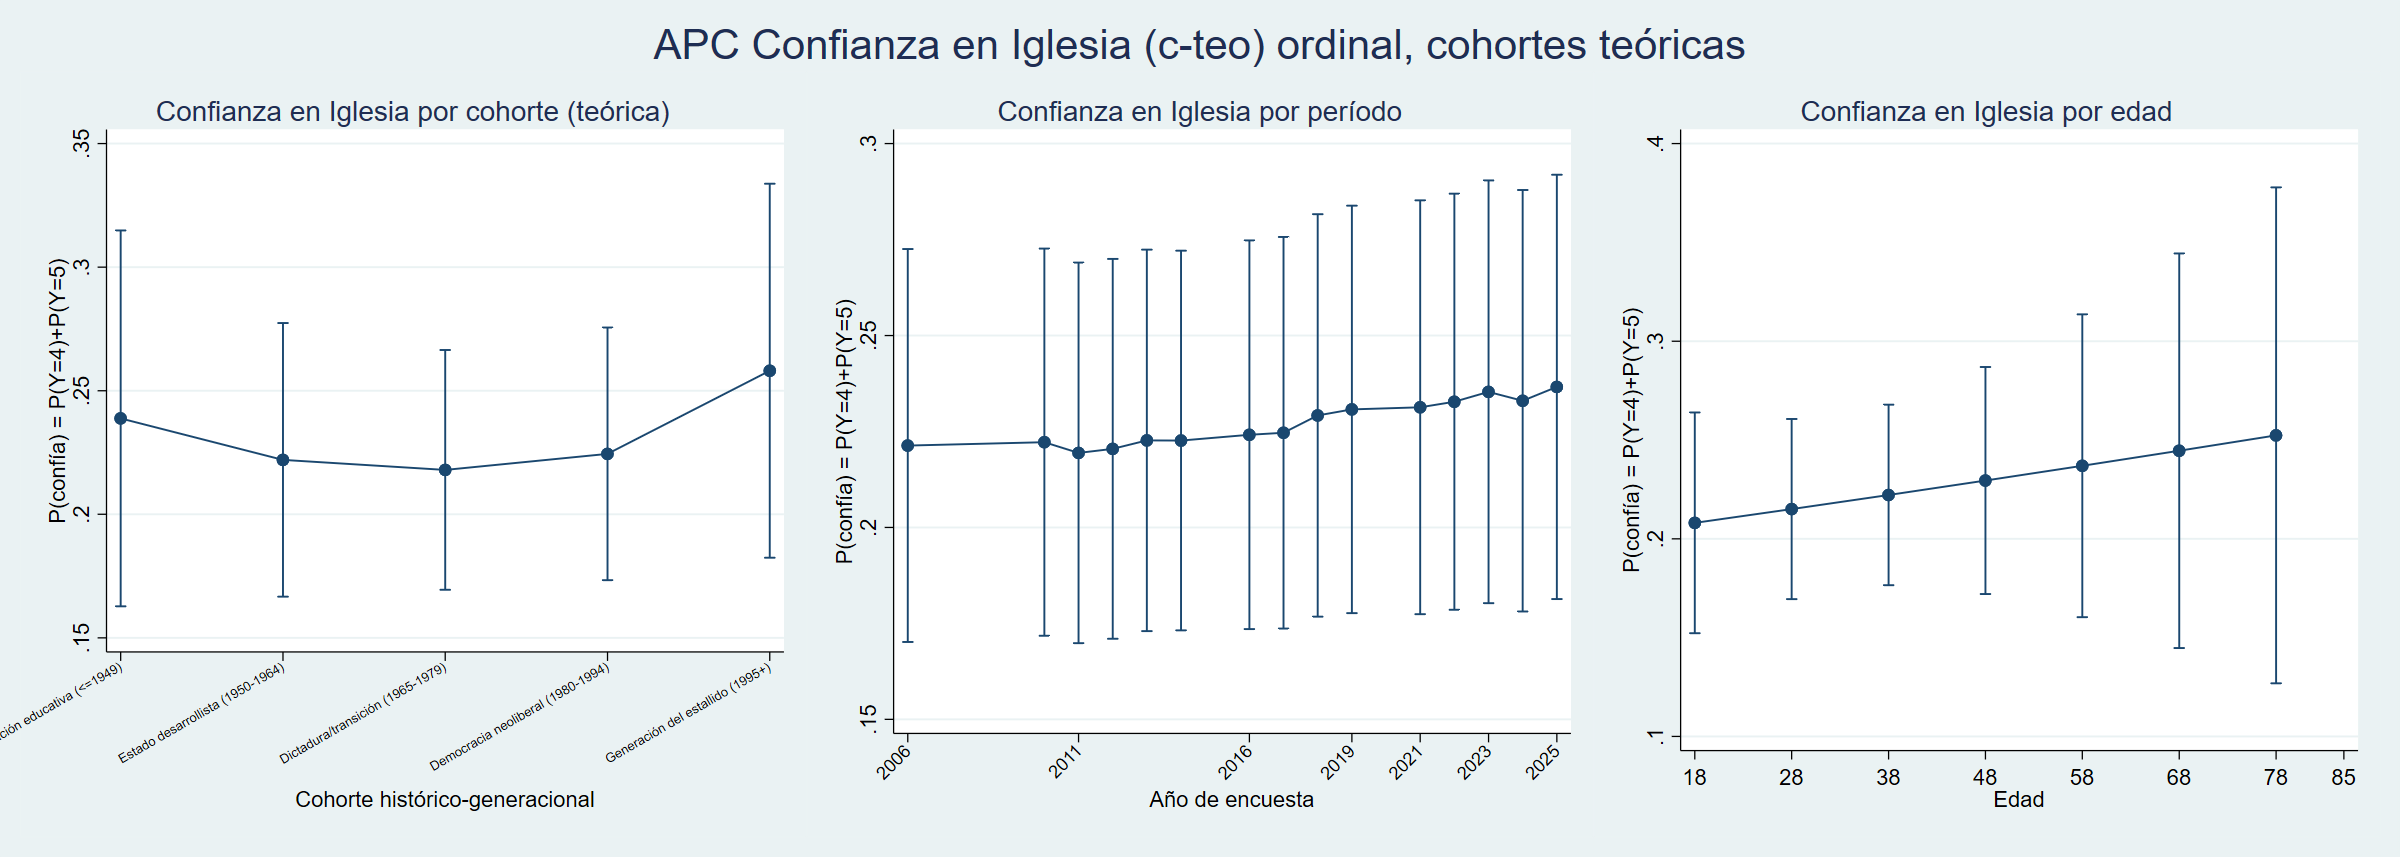 APC Confianza en Iglesia (c-teo) ordinal, cohortes teóricas
Confianza en Iglesia por cohorte (teórica)
P(confía) = P(Y=4)+P(Y=5)
.35
.3
.25
.2
.15
educativa (<=1949)
Estado desarrollista (1950-1964)
Dictadura/transición (1965-1979)
Democracia neoliberal (1980-1994)
Generación del estallido (1995+)
Cohorte histórico-generacional
Confianza en Iglesia por período
P(confía) = P(Y=4)+P(Y=5)
.3
.25
.2
.15
2006
2011
2016
2019
2021
2023
2025
Año de encuesta
Confianza en Iglesia por edad
P(confía) = P(Y=4)+P(Y=5)
.4
.3
.2
.1
18 28 38 48 58 68 78 85
Edad